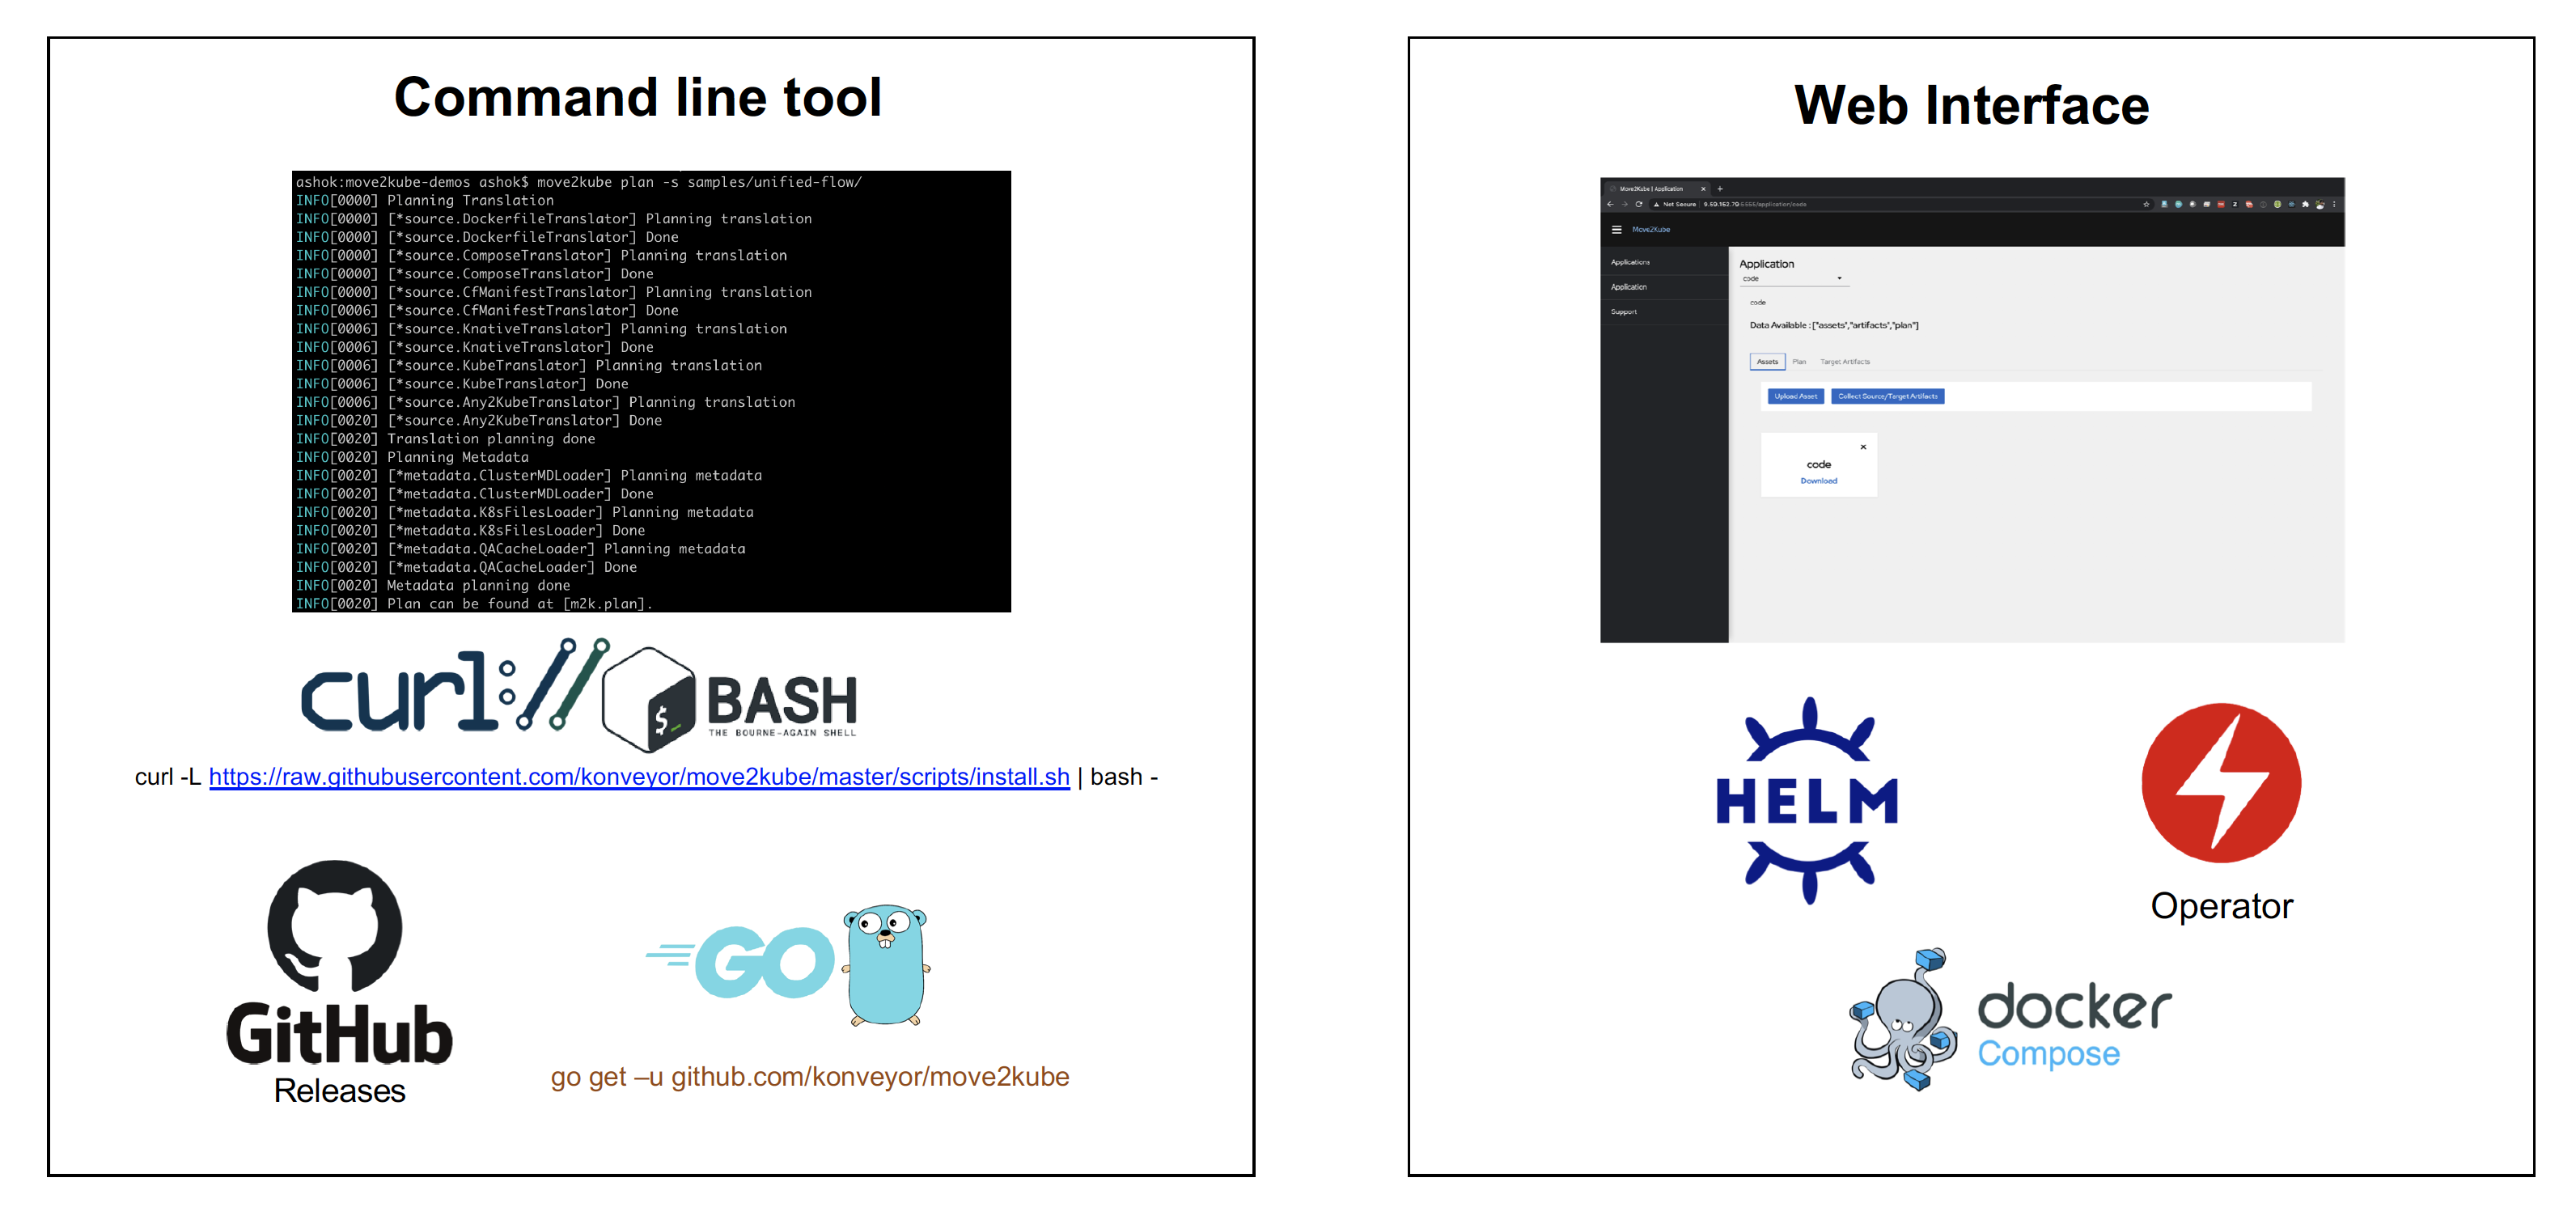 Command line tool
ashok:move2kube-demos ashok$ move2kube plan -s samples/unified-flow/
INFO[0000] Planning Translation
INFO[0000] [*source.DockerfileTranslator] Planning translation
INFO[0000] [*source.DockerfileTranslator] Done
INFO[0000] [*source.ComposeTranslator] Planning translation
INFO[0000] [*source.ComposeTranslator] Done
INFO[0000] [*source.CfManifestTranslator] Planning translation
INFO[0006] [*source.CfManifestTranslator] Done
INFO[0006] [*source.KnativeTranslator] Planning translation
INFO[0006] [*source.KnativeTranslator] Done
INFO[0006] [*source.KubeTranslator] Planning translation
INFO[0006] [*source.KubeTranslator] Done
INFO[0006] [*source.Any2KubeTranslator] Planning translation
INFO[0020] [*source.Any2KubeTranslator] Done
INFO[0020] Translation planning done
INFO[0020] Planning Metadata
INFO[0020] [*metadata.ClusterMDLoader] Planning metadata
INFO[0020] [*metadata.ClusterMDLoader] Done
INFO[0020] [*metadata.K8sFilesLoader] Planning metadata
INFO[0020] [*metadata.K8sFilesLoader] Done
INFO[0020] [*metadata.QACacheLoader] Planning metadata
INFO[0020] [*metadata.QACacheLoader] Done
INFO[0020] Metadata planning done
INFO[0020] Plan can be found at [m2k.plan].
curl://
$_ BASH
THE BOURNE-AGAIN SHELL
curl -L https://raw.githubusercontent.com/konveyor/move2kube/master/scripts/install.sh | bash -
GitHub
Releases
GO
go get –u github.com/konveyor/move2kube
Web Interface
Move2Kube | Application
Not Secure
Move2Kube
Applications
Application
Support
Application
code
code
Data Available : ["assets","artifacts","plan"]
Assets Plan Target Artifacts
Upload Asset Collect Source/Target Artifacts
code
Download
HELM
Operator
docker
Compose